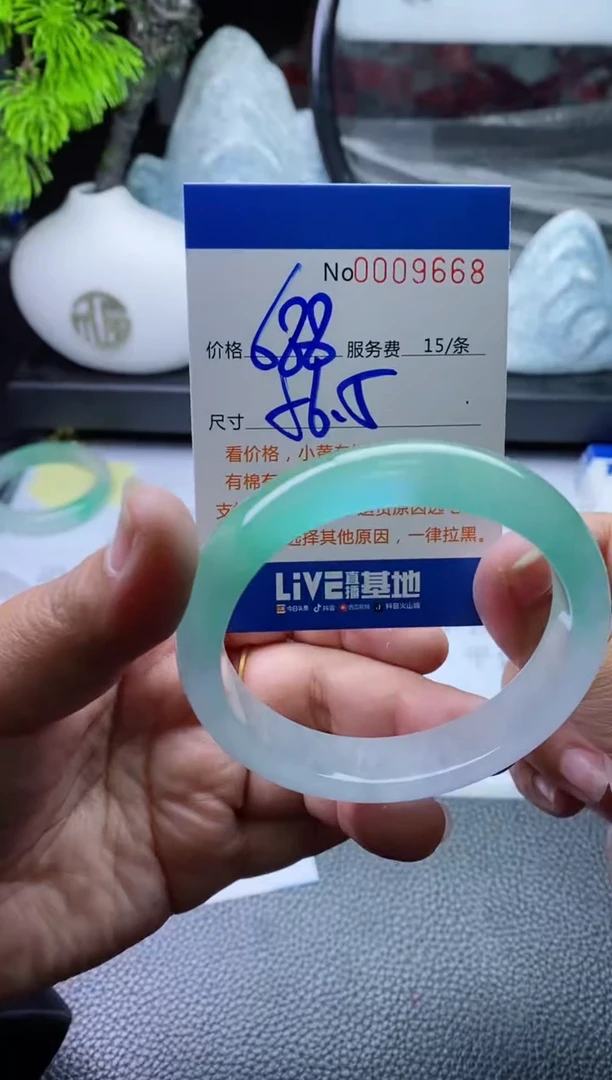 No0009668
价格 688 服务费 15/条
尺寸 56.5
看价格，小
有棉有
支
选择其他原因，一律拉黑。
LiVE直播基地
今日头条 抖音 西瓜视频 抖音火山版